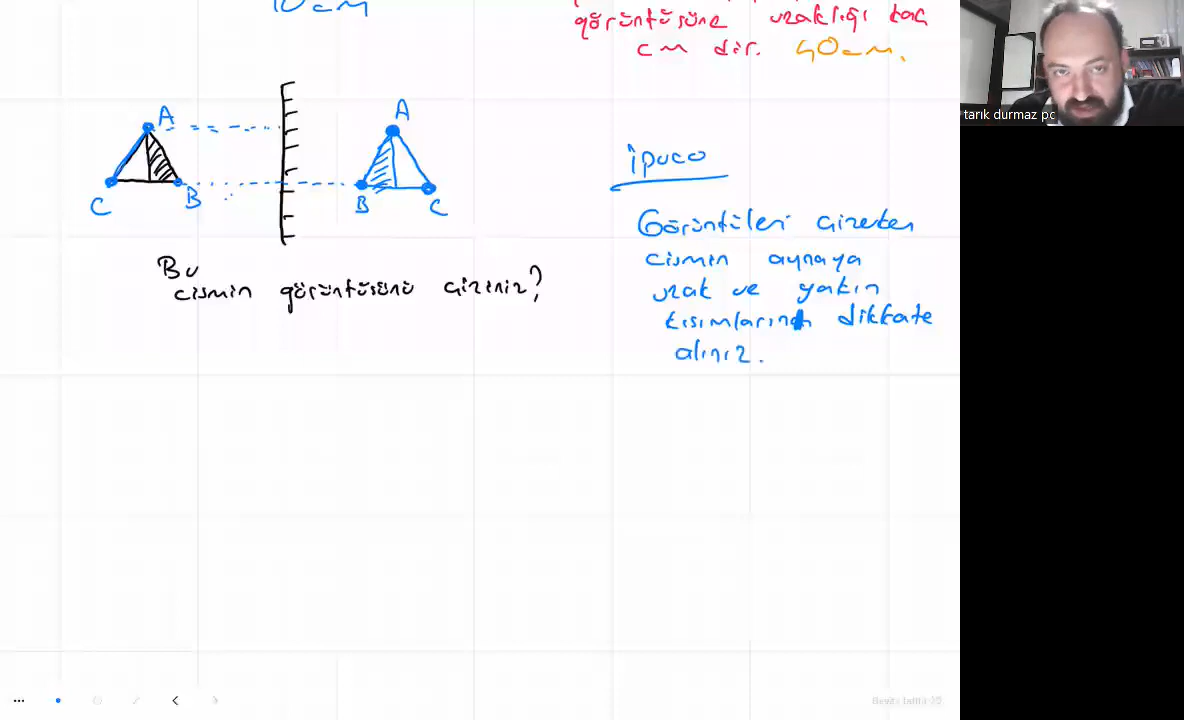 10cm
görüntüsüne uzaklığı kaç
cm dir. 40cm.
A
A
C
B
B
C
Bu
cismin görüntüsünü çiziniz?
ipucu
Görüntüleri çizerken
cismin aynaya
uzak ve yakın
kısımlarını dikkate
alınız.
tarık durmaz pc